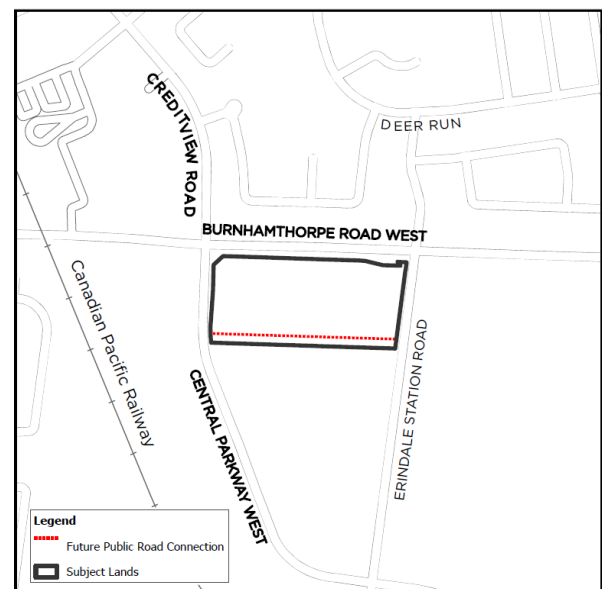 CREDITVIEW ROAD
DEER RUN
BURNHAMTHORPE ROAD WEST
Canadian Pacific Railway
CENTRAL PARKWAY WEST
ERINDALE STATION ROAD
Legend
Future Public Road Connection
Subject Lands